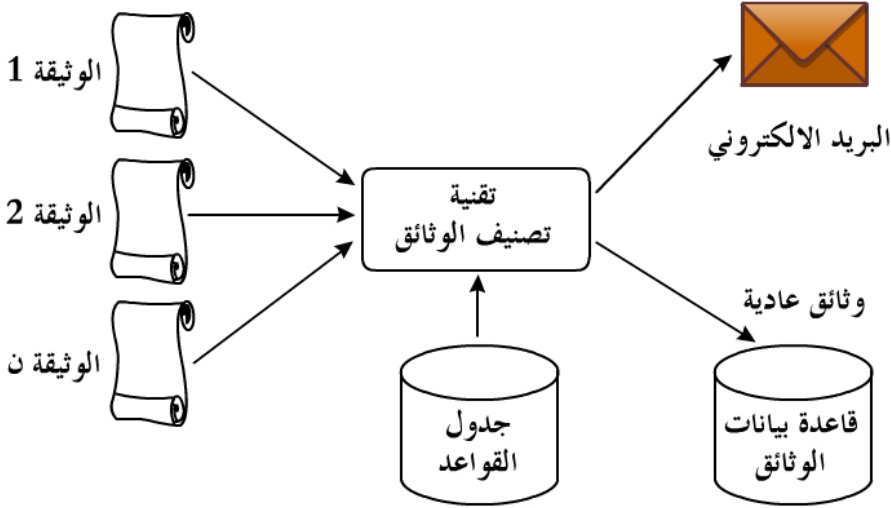 الوثيقة 1
البريد الالكتروني
تقنية
تصنيف الوثائق
الوثيقة 2
وثائق عادية
الوثيقة ن
جدول
القواعد
قاعدة بيانات
الوثائق